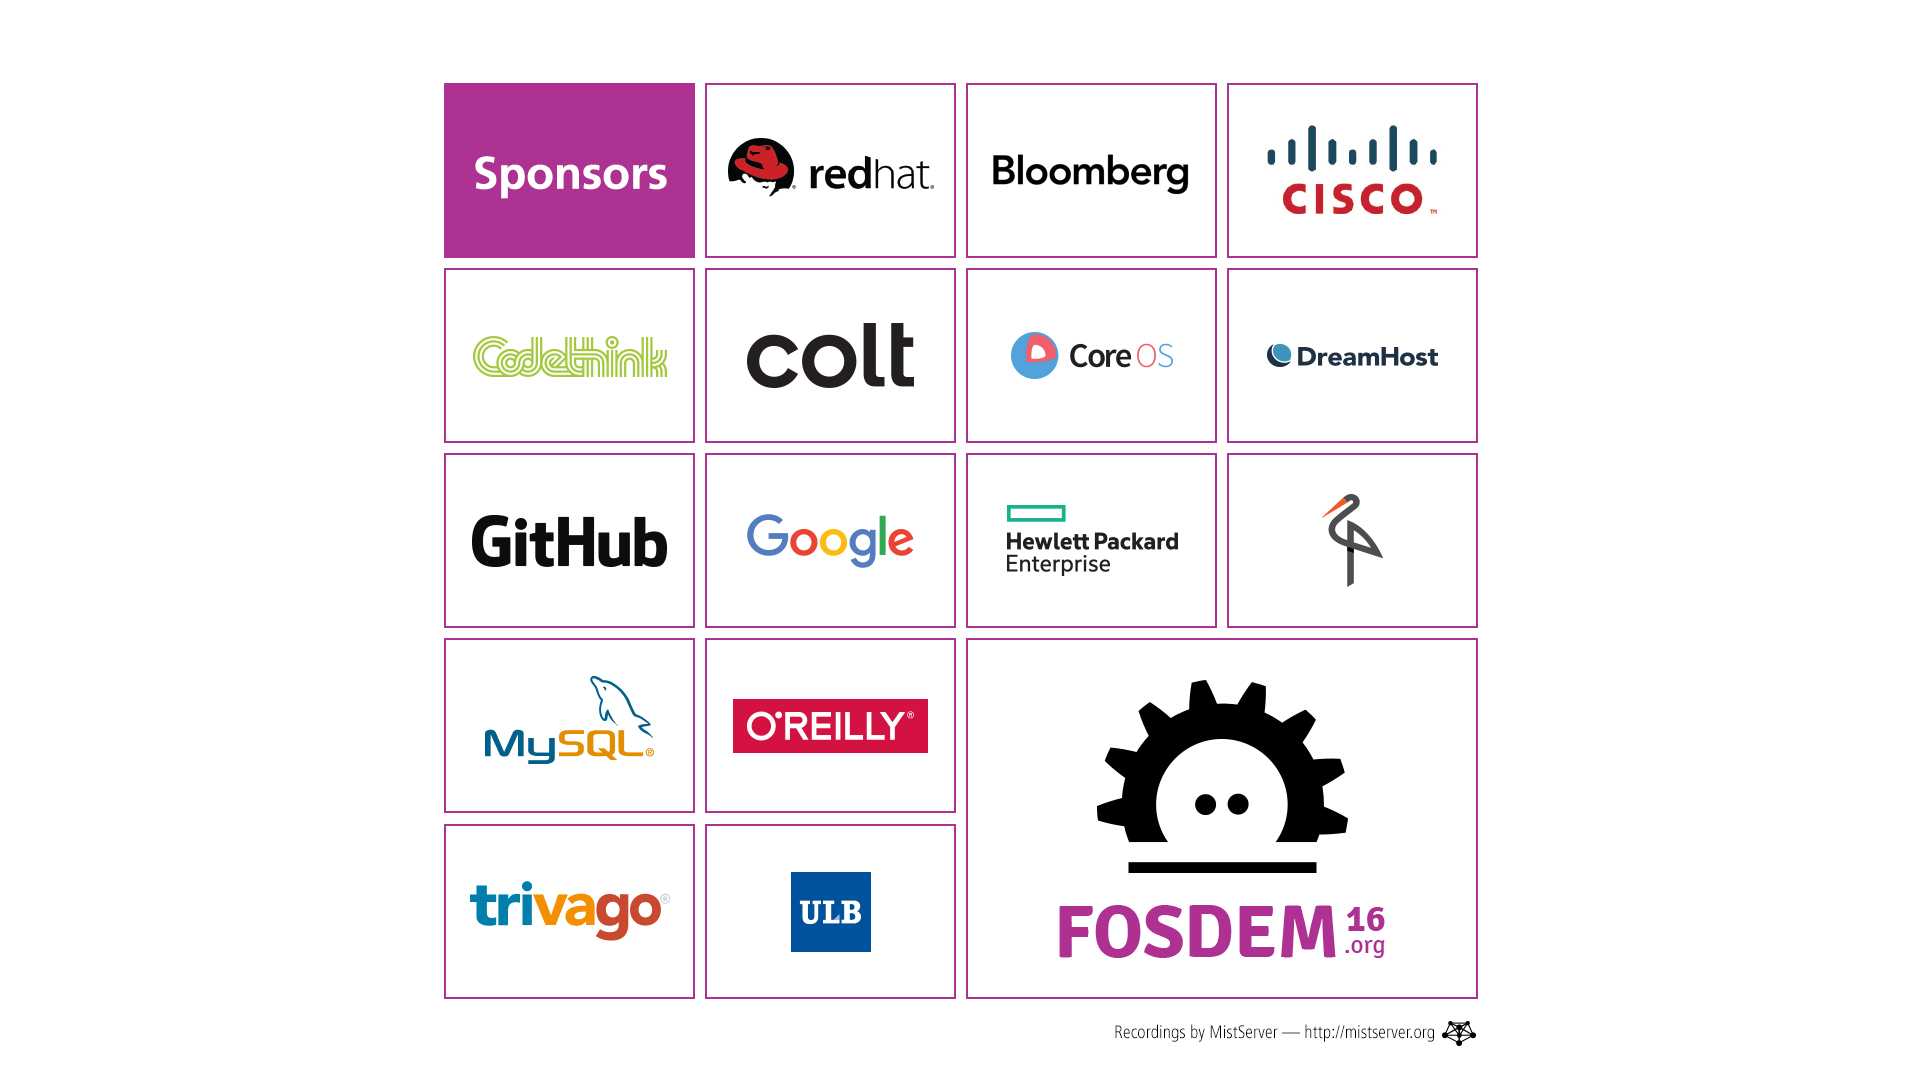 Sponsors
redhat®
Bloomberg
CISCO™
Codethink
colt
CoreOS
DreamHost
GitHub
Google
Hewlett Packard
Enterprise
MySQL®
O'REILLY®
trivago®
ULB
FOSDEM 16
.org
Recordings by MistServer — http://mistserver.org